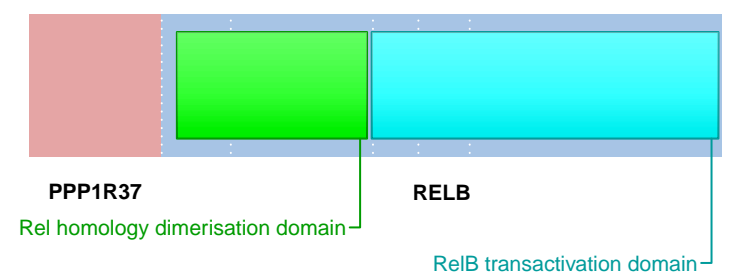 PPP1R37 RELB
Rel homology dimerisation domain
RelB transactivation domain